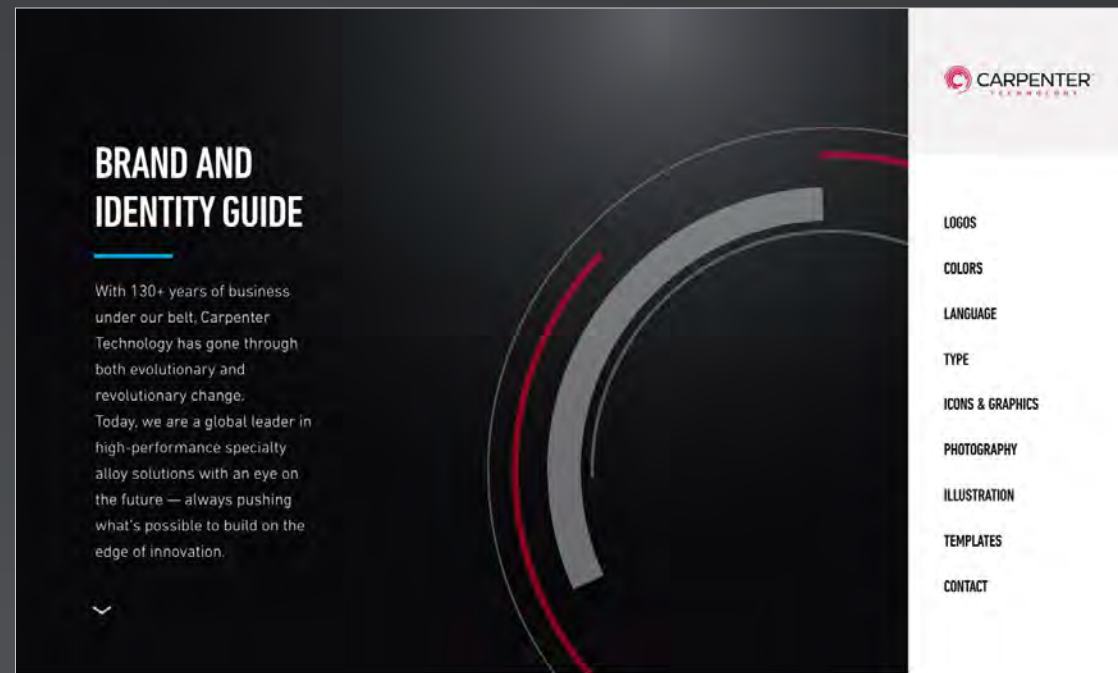 BRAND AND
IDENTITY GUIDE
With 130+ years of business
under our belt, Carpenter
Technology has gone through
both evolutionary and
revolutionary change.
Today, we are a global leader in
high-performance specialty
alloy solutions with an eye on
the future — always pushing
what's possible to build on the
edge of innovation.
CARPENTER
TECHNOLOGY
LOGOS
COLORS
LANGUAGE
TYPE
ICONS & GRAPHICS
PHOTOGRAPHY
ILLUSTRATION
TEMPLATES
CONTACT